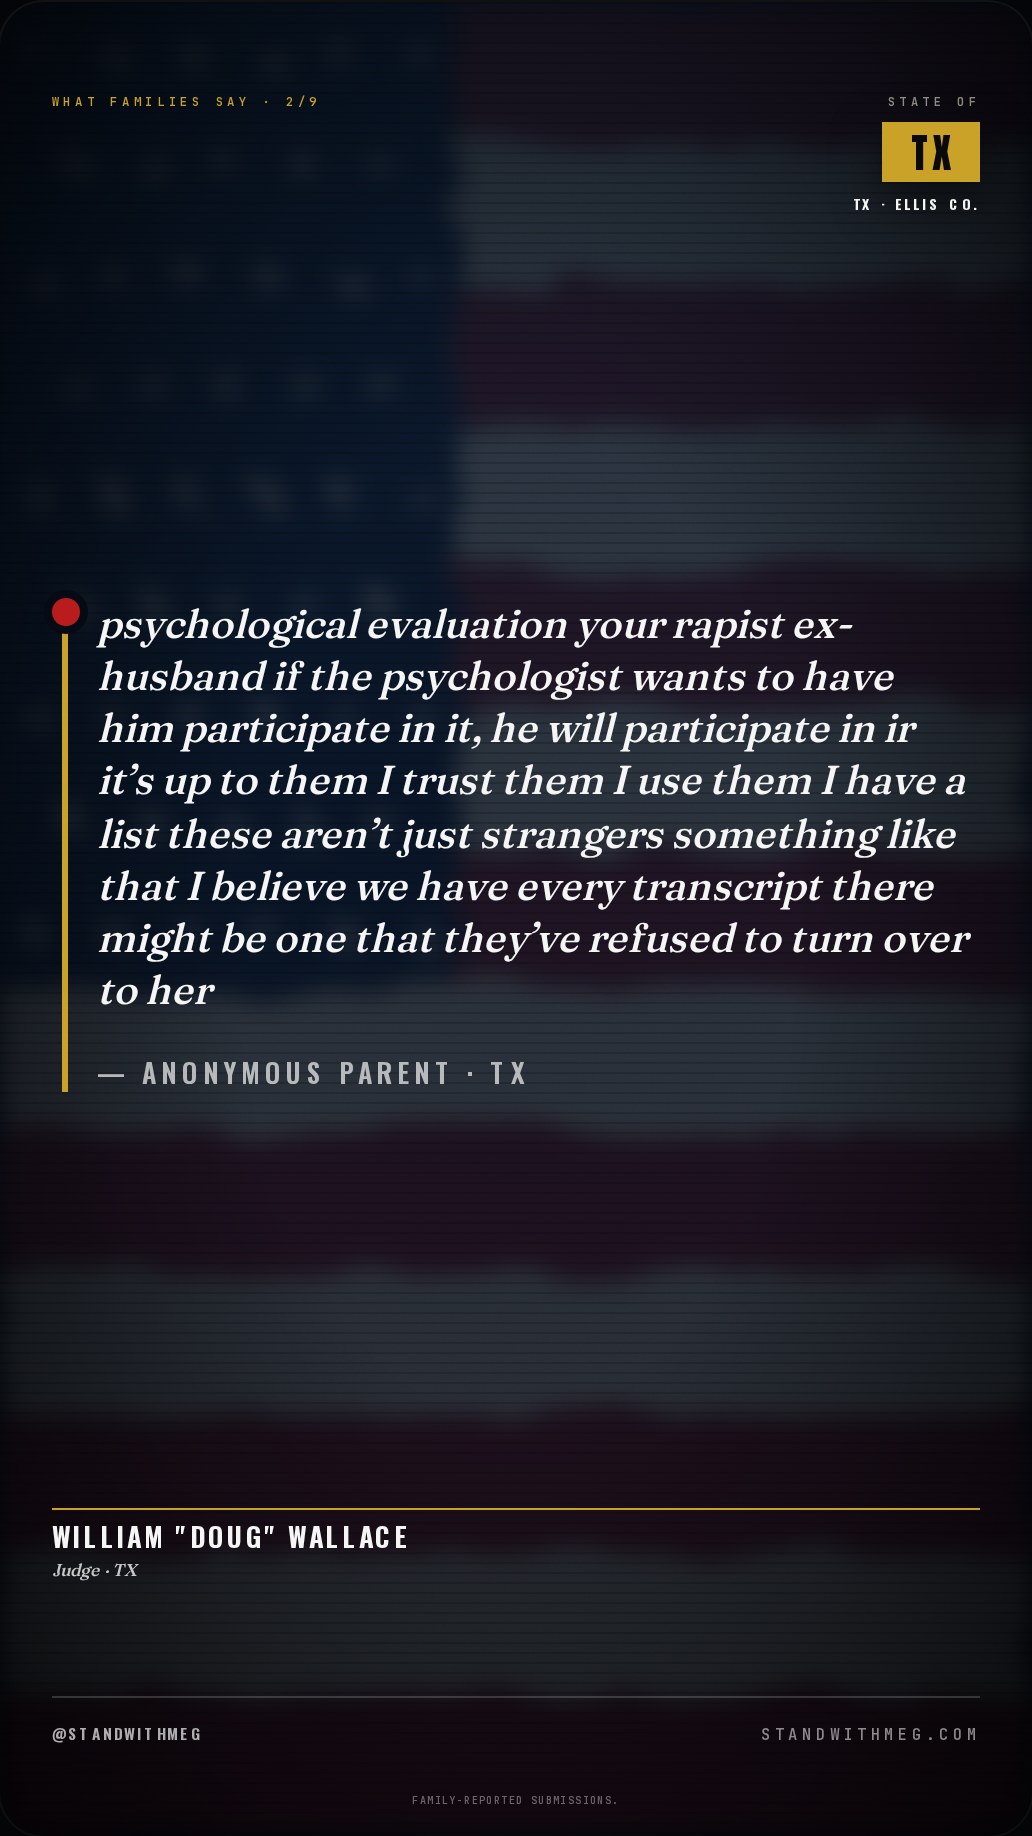 WHAT FAMILIES SAY · 2/9
STATE OF
TX
TX · ELLIS CO.
psychological evaluation your rapist ex-
husband if the psychologist wants to have
him participate in it, he will participate in ir
it’s up to them I trust them I use them I have a
list these aren’t just strangers something like
that I believe we have every transcript there
might be one that they’ve refused to turn over
to her
— ANONYMOUS PARENT · TX
WILLIAM "DOUG" WALLACE
Judge · TX
@STANDWITHMEG
STANDWITHMEG.COM
FAMILY-REPORTED SUBMISSIONS.